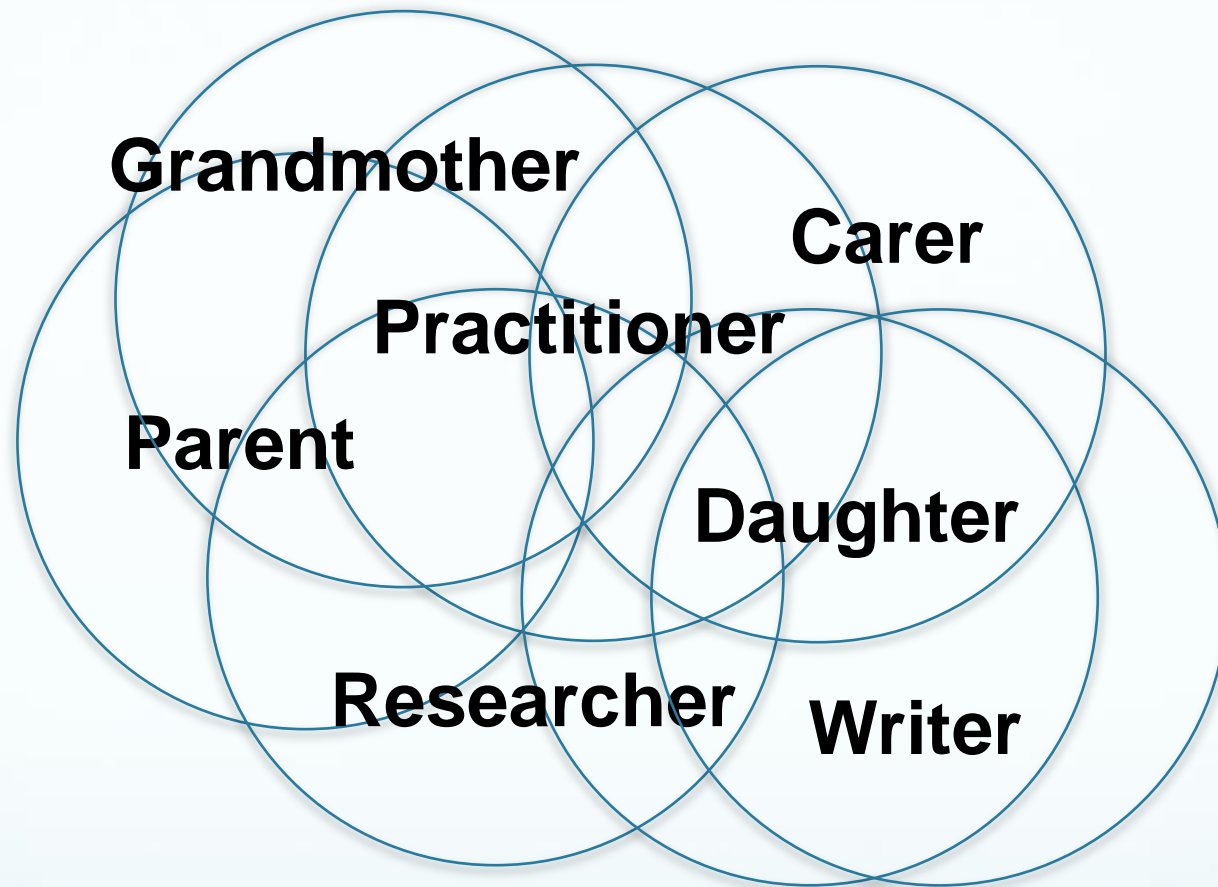 Grandmother
Carer
Practitioner
Parent
Daughter
Researcher
Writer